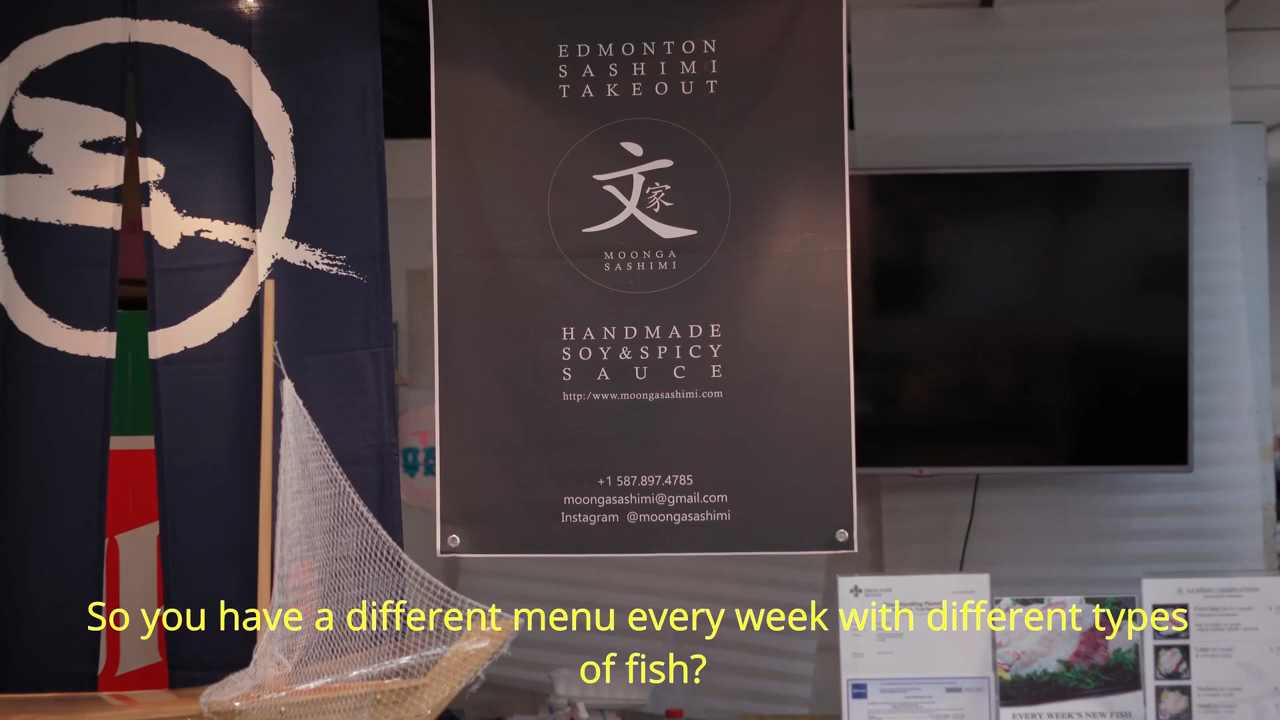 EDMONTON
SASHIMI
TAKEOUT
文家
MOONGA
SASHIMI
HANDMADE
SOY&SPICY
SAUCE
http:/www.moongasashimi.com
+1 587.897.4785
moongasashimi@gmail.com
Instagram @moongasashimi
EVERY WEEK'S NEW FISH
So you have a different menu every week with different types
of fish?